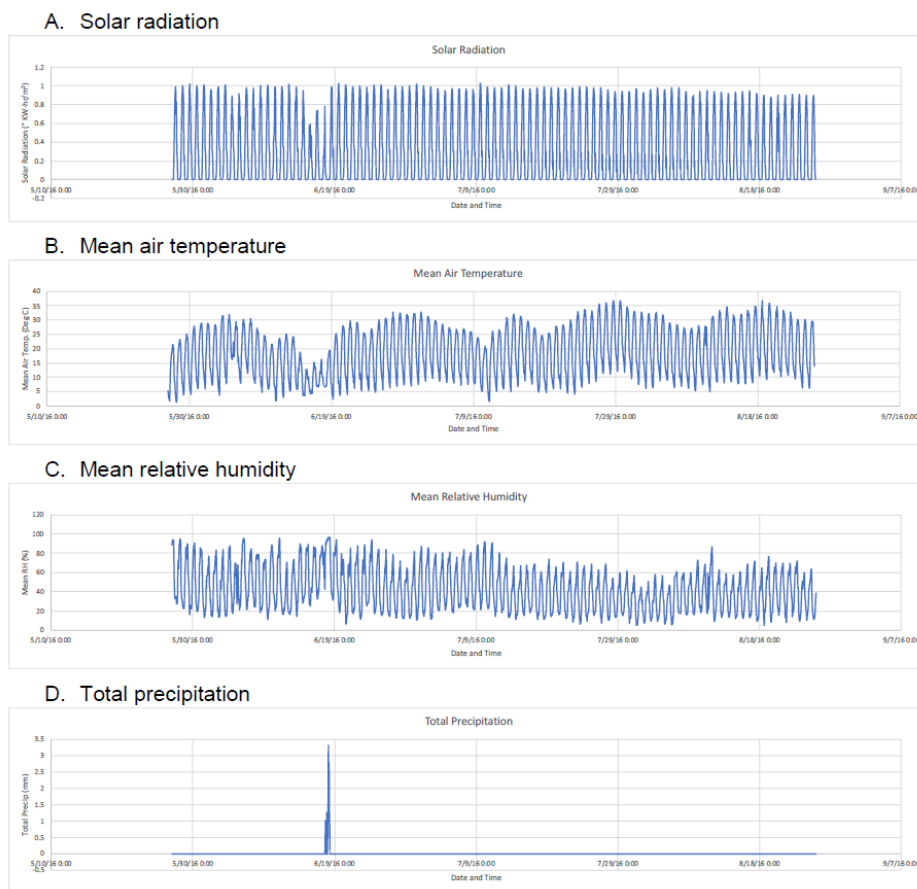 A. Solar radiation
Solar Radiation
1.2
1
0.8
0.6
0.4
0.2
0
-0.2
Solar Radiation (* KW-hr/m²)
5/10/16 0:00 5/30/16 0:00 6/19/16 0:00 7/9/16 0:00 7/29/16 0:00 8/18/16 0:00 9/7/16 0:00
Date and Time
B. Mean air temperature
Mean Air Temperature
40
35
30
25
20
15
10
5
0
Mean Air Temp. (Deg C)
5/10/16 0:00 5/30/16 0:00 6/19/16 0:00 7/9/16 0:00 7/29/16 0:00 8/18/16 0:00 9/7/16 0:00
Date and Time
C. Mean relative humidity
Mean Relative Humidity
120
100
80
60
40
20
0
Mean RH (%)
5/10/16 0:00 5/30/16 0:00 6/19/16 0:00 7/9/16 0:00 7/29/16 0:00 8/18/16 0:00 9/7/16 0:00
Date and Time
D. Total precipitation
Total Precipitation
3.5
3
2.5
2
1.5
1
0.5
0
-0.5
Total Precip (mm)
5/10/16 0:00 5/30/16 0:00 6/19/16 0:00 7/9/16 0:00 7/29/16 0:00 8/18/16 0:00 9/7/16 0:00
Date and Time